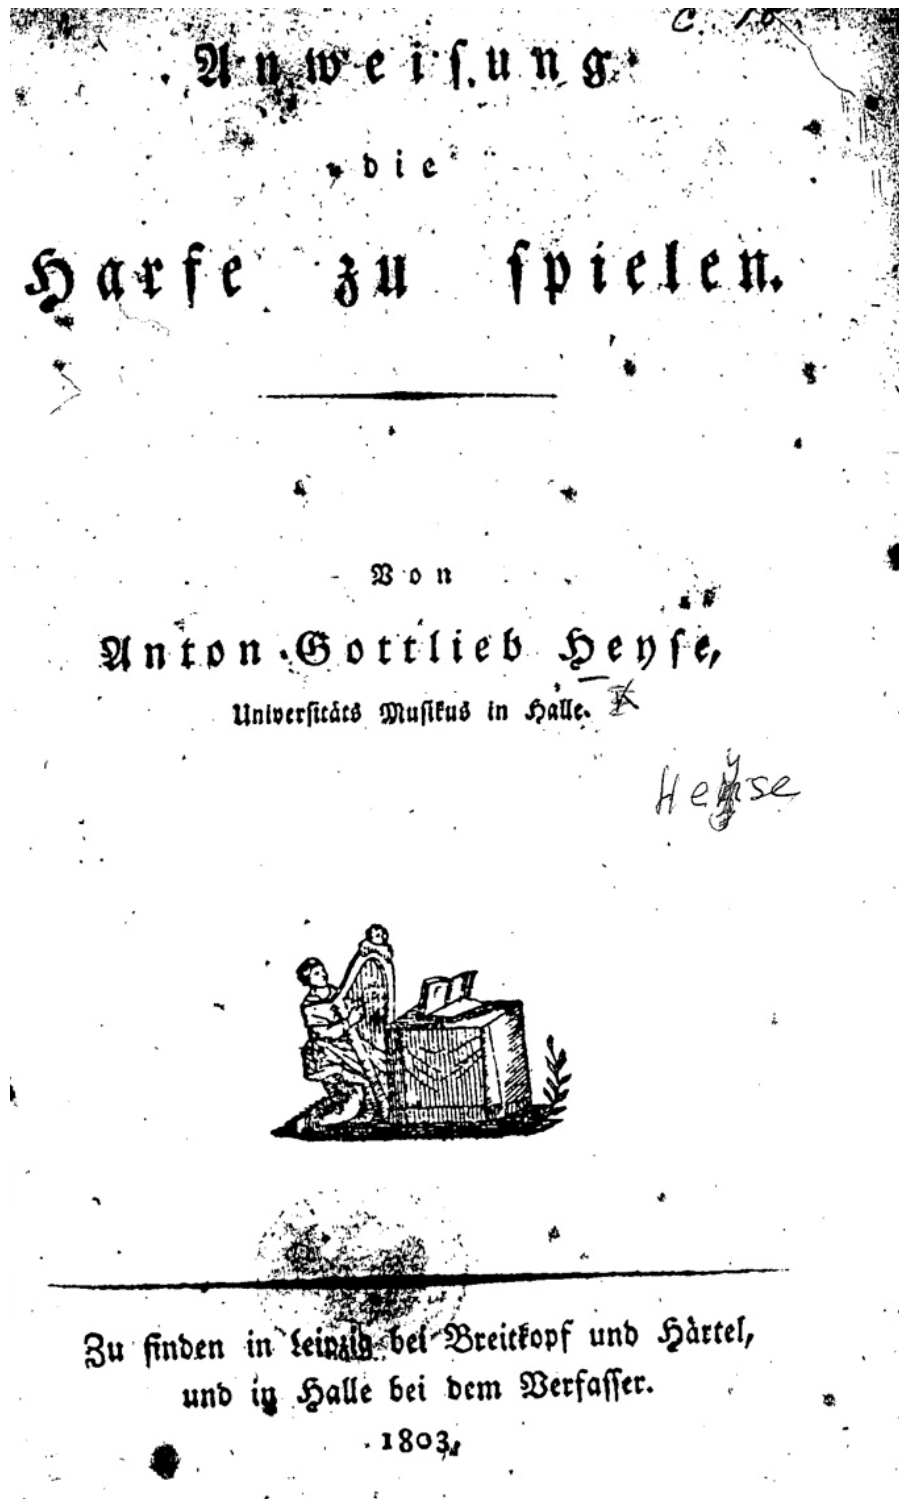 C. 10
Anweisung
die
Harfe zu spielen.
Von
Anton Gottlieb Heyse,
Universitäts Musikus in Halle.
Heyse
Zu finden in Leipzig bei Breitkopf und Härtel,
und in Halle bei dem Verfasser.
1803.